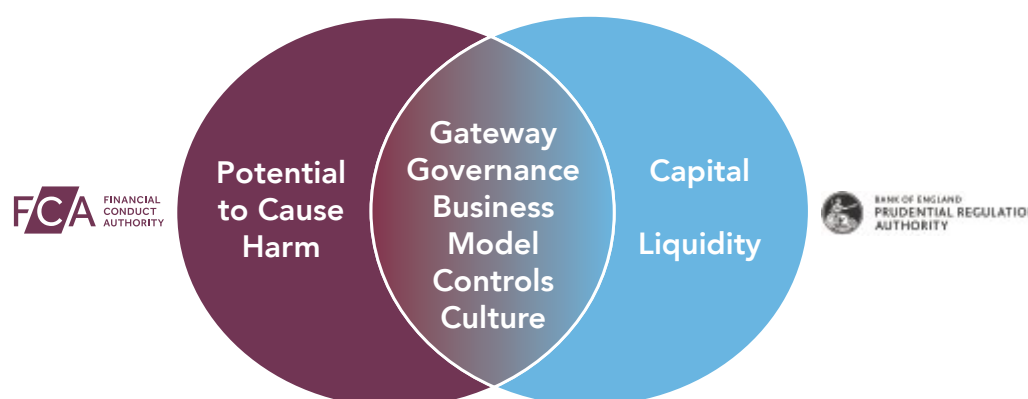 FCA
FINANCIAL
CONDUCT
AUTHORITY
Potential
to Cause
Harm
Gateway
Governance
Business
Model
Controls
Culture
Capital
Liquidity
BANK OF ENGLAND
PRUDENTIAL REGULATIO
AUTHORITY